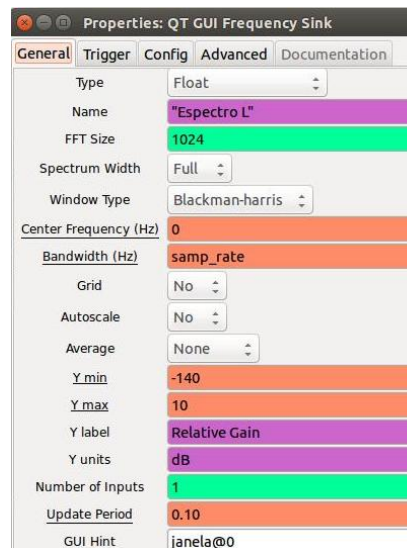 Properties: QT GUI Frequency Sink
General Trigger Config Advanced Documentation
Type Float
Name "Espectro L"
FFT Size 1024
Spectrum Width Full
Window Type Blackman-harris
Center Frequency (Hz) 0
Bandwidth (Hz) samp_rate
Grid No
Autoscale No
Average None
Y min -140
Y max 10
Y label Relative Gain
Y units dB
Number of Inputs 1
Update Period 0.10
GUI Hint janela@0